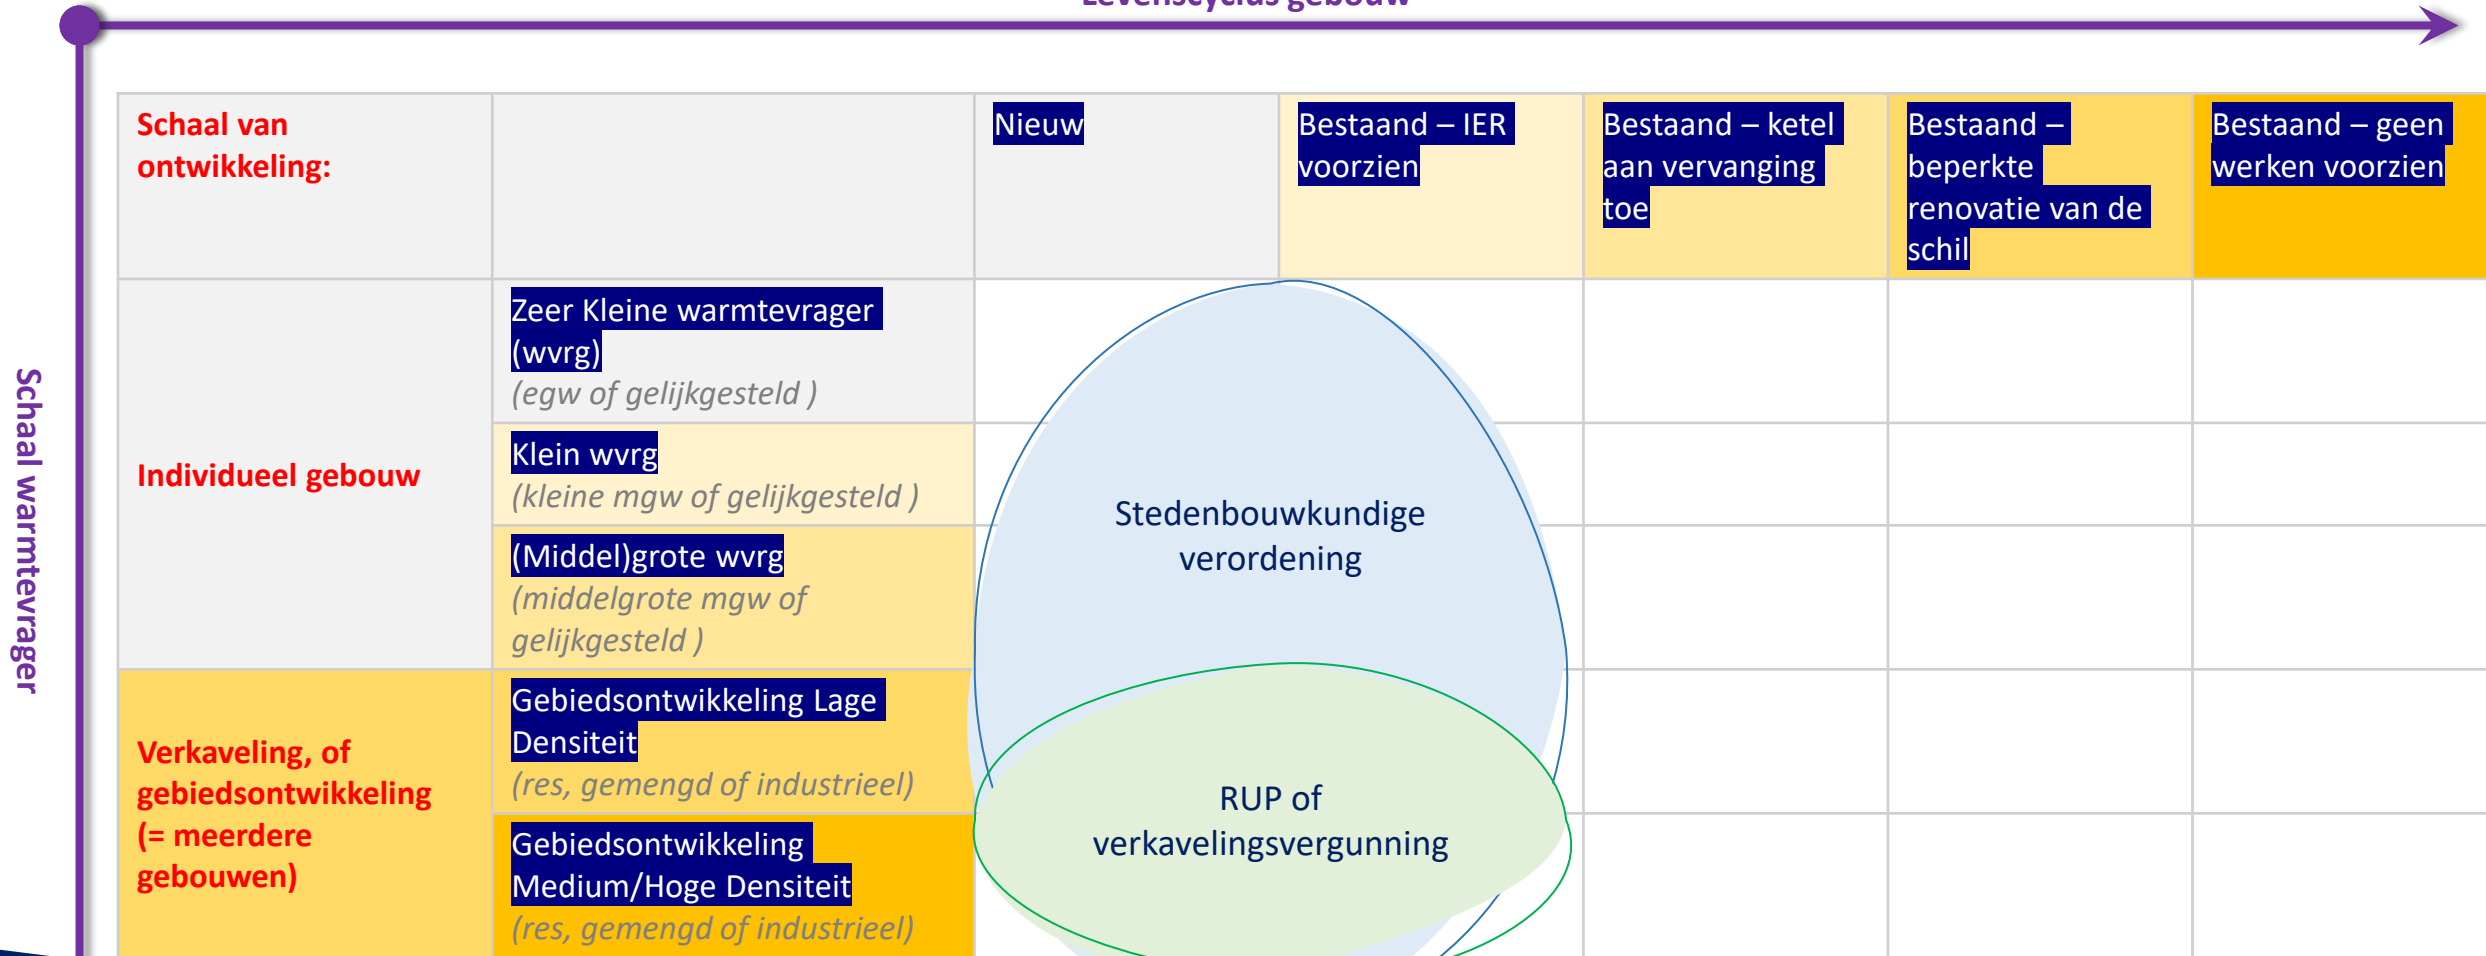 Levenscyclus gebouw
Schaal van
ontwikkeling:
Nieuw
Bestaand – IER
voorzien
Bestaand – ketel
aan vervanging
toe
Bestaand –
beperkte
renovatie van de
schil
Bestaand – geen
werken voorzien
Schaal warmtevrager
Individueel gebouw
Zeer Kleine warmtevrager
(wvrg)
(egw of gelijkgesteld )
Klein wvrg
(kleine mgw of gelijkgesteld )
(Middel)grote wvrg
(middelgrote mgw of
gelijkgesteld )
Stedenbouwkundige
verordening
Verkaveling, of
gebiedsontwikkeling
(= meerdere
gebouwen)
Gebiedsontwikkeling Lage
Densiteit
(res, gemengd of industrieel)
Gebiedsontwikkeling
Medium/Hoge Densiteit
(res, gemengd of industrieel)
RUP of
verkavelingsvergunning